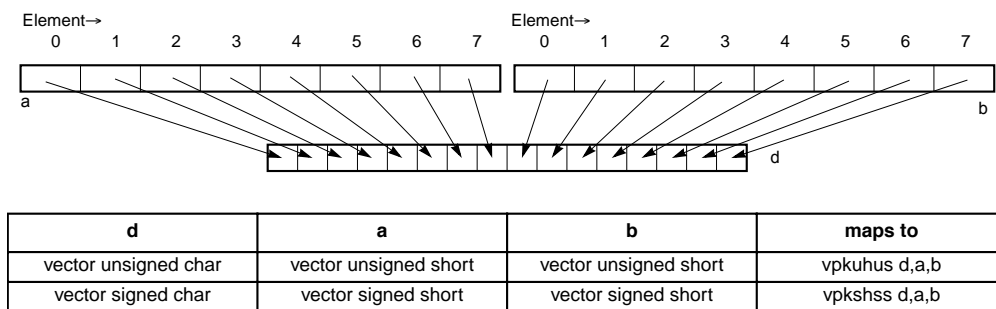 Element→ Element→
0 1 2 3 4 5 6 7 0 1 2 3 4 5 6 7
a b
d
d a b maps to
vector unsigned char vector unsigned short vector unsigned short vpkuhus d,a,b
vector signed char vector signed short vector signed short vpkshss d,a,b